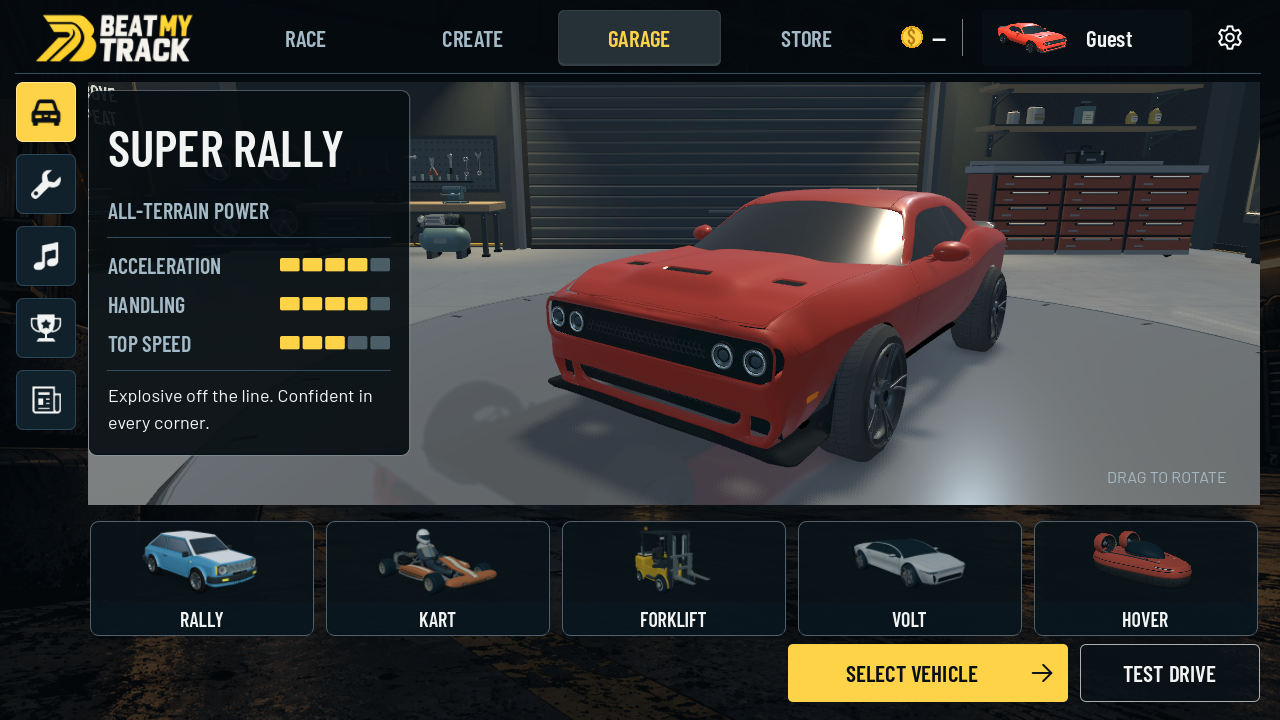 BEAT MY
TRACK
RACE
CREATE
GARAGE
STORE
–
Guest
SUPER RALLY
ALL-TERRAIN POWER
ACCELERATION
HANDLING
TOP SPEED
Explosive off the line. Confident in
every corner.
DRAG TO ROTATE
RALLY
KART
FORKLIFT
VOLT
HOVER
SELECT VEHICLE
TEST DRIVE